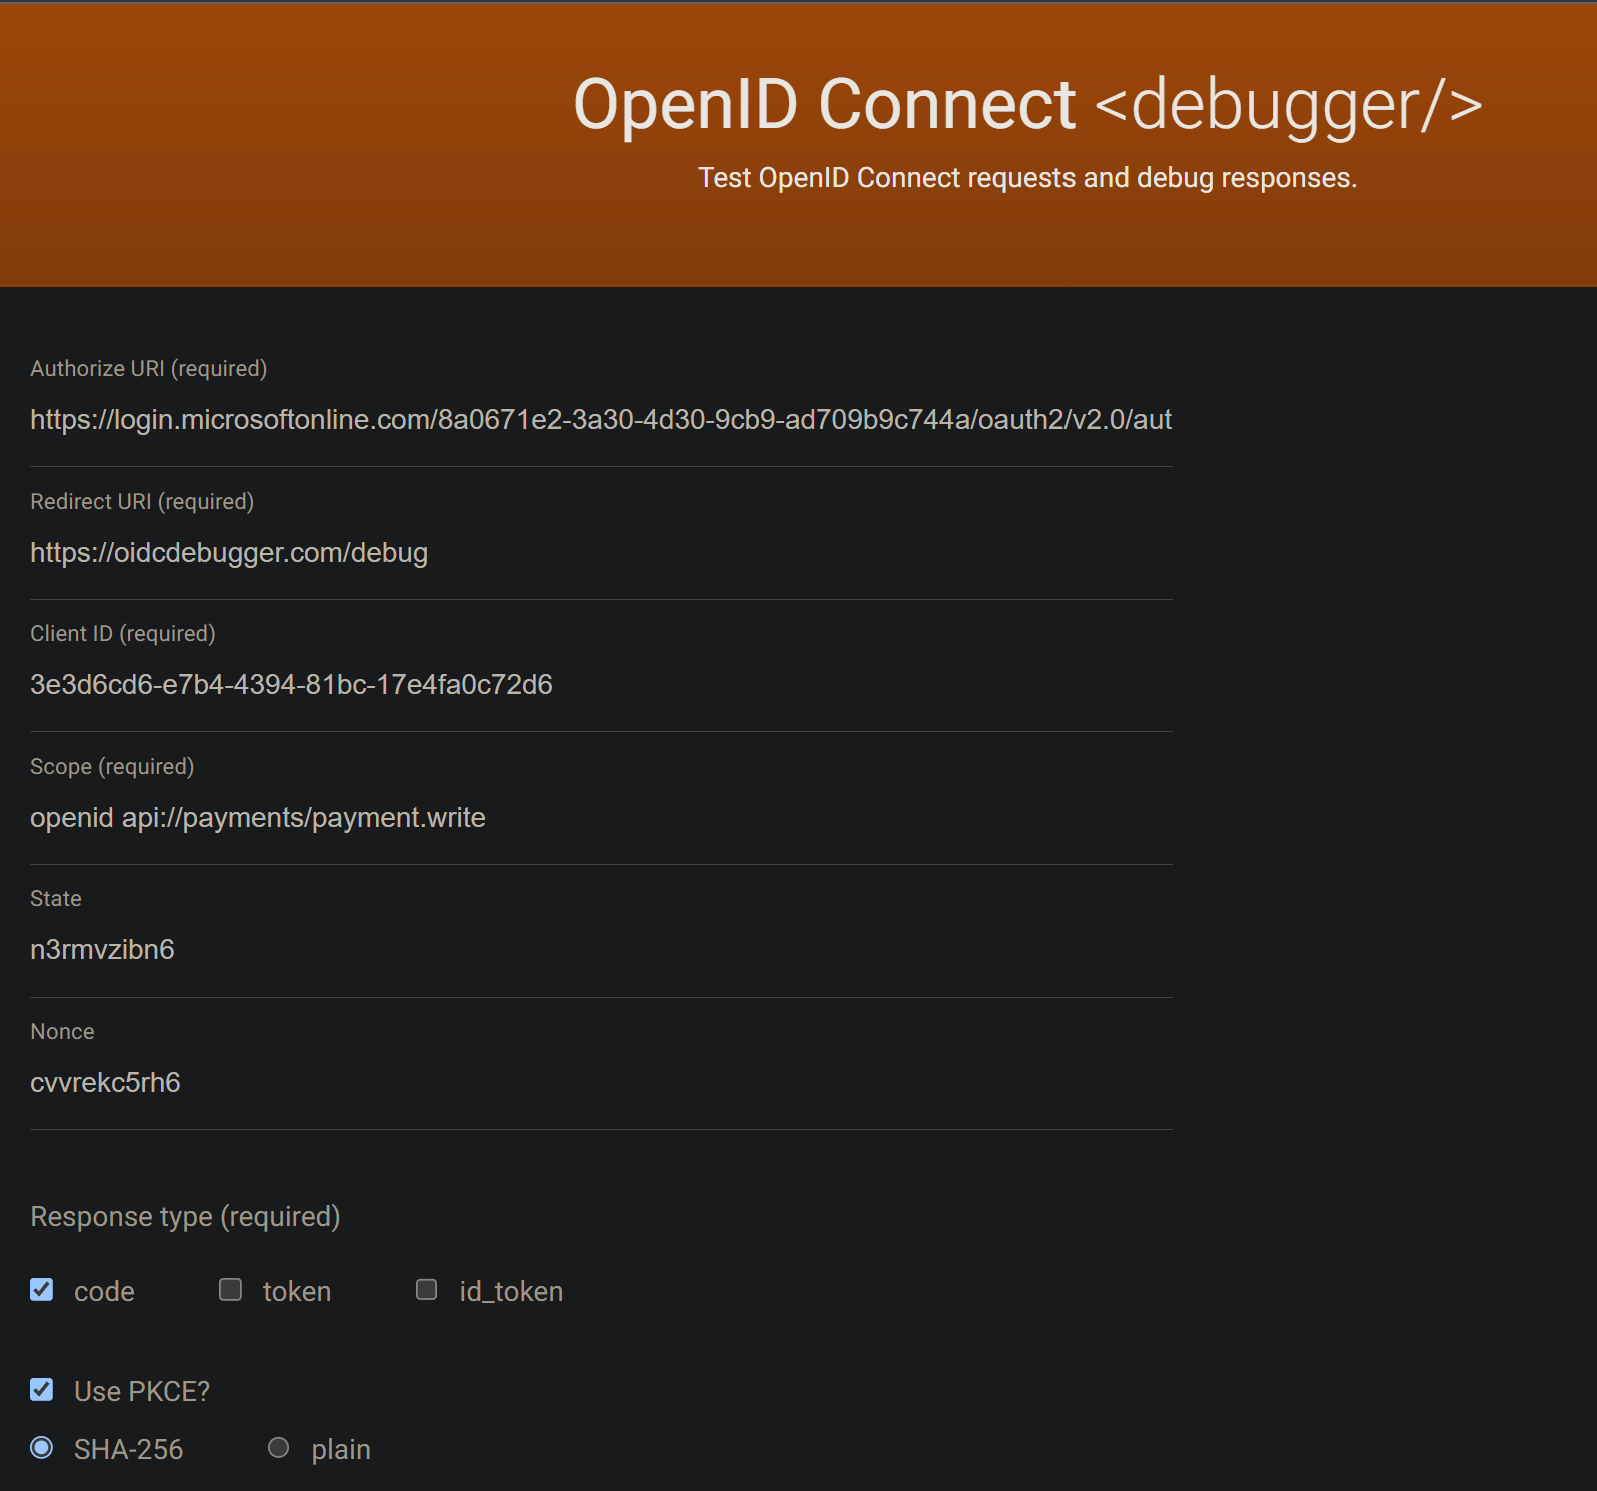 OpenID Connect <debugger/>
Test OpenID Connect requests and debug responses.
Authorize URI (required)
https://login.microsoftonline.com/8a0671e2-3a30-4d30-9cb9-ad709b9c744a/oauth2/v2.0/aut
Redirect URI (required)
https://oidcdebugger.com/debug
Client ID (required)
3e3d6cd6-e7b4-4394-81bc-17e4fa0c72d6
Scope (required)
openid api://payments/payment.write
State
n3rmvzibn6
Nonce
cvvrekc5rh6
Response type (required)
code token id_token
Use PKCE?
SHA-256 plain